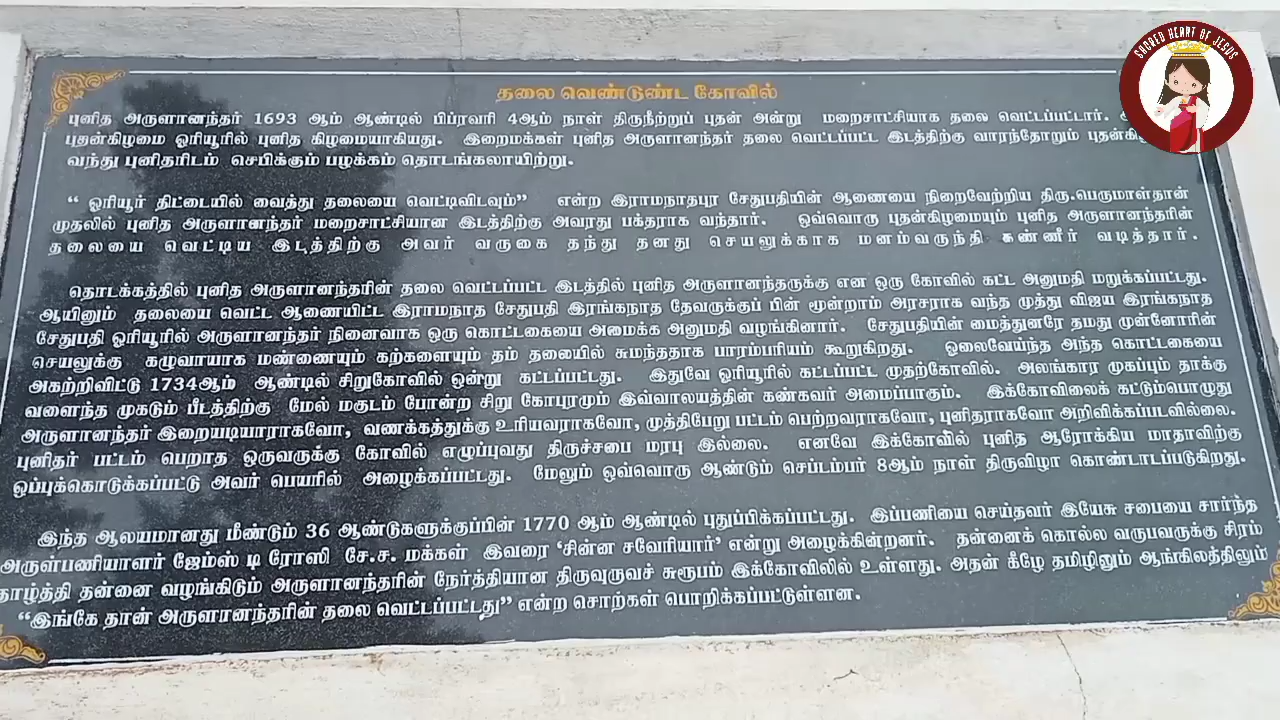 SACRED HEART OF JESUS
தலை வெண்டுண்ட கோவில்
புனித அருளானந்தர் 1693 ஆம் ஆண்டில் பிப்ரவரி 4ஆம் நாள் திருநீற்றுப் புதன் அன்று மறைசாட்சியாக தலை வெட்டப்பட்டார்.
புதன்கிழமை ஓரியூரில் புனித கிழமையாகியது. இறைமக்கள் புனித அருளானந்தர் தலை வெட்டப்பட்ட இடத்திற்கு வாரந்தோறும்
வந்து புனிதரிடம் செபிக்கும் பழக்கம் தொடங்கலாயிற்று.
“ ஓரியூர் திட்டையில் வைத்து தலையை வெட்டிவிடவும்” என்ற இராமநாதபுர சேதுபதியின் ஆணையை நிறைவேற்றிய திரு.பெருமாள்தான்
முதலில் புனித அருளானந்தர் மறைசாட்சியான இடத்திற்கு அவரது பக்தராக வந்தார். ஒவ்வொரு புதன்கிழமையும் புனித அருளானந்தரின்
தலையை வெட்டிய இடத்திற்கு அவர் வருகை தந்து தனது செயலுக்காக மனம்வருந்தி கண்ணீர் வடித்தார்.
தொடக்கத்தில் புனித அருளானந்தரின் தலை வெட்டப்பட்ட இடத்தில் புனித அருளானந்தருக்கு என ஒரு கோவில் கட்ட அனுமதி மறுக்கப்பட்டது.
ஆயினும் தலையை வெட்ட ஆணையிட்ட இராமநாத சேதுபதி இரங்கநாத தேவருக்குப் பின் மூன்றாம் அரசராக வந்த முத்து விஜய இரங்கநாத
சேதுபதி ஓரியூரில் அருளானந்தர் நினைவாக ஒரு கொட்டகையை அமைக்க அனுமதி வழங்கினார். சேதுபதியின் மைத்துனரே தமது முன்னோரின்
செயலுக்கு கழுவாயாக மண்ணையும் கற்களையும் தம் தலையில் சுமந்ததாக பாரம்பரியம் கூறுகிறது. ஓலைவேய்ந்த அந்த கொட்டகையை
அகற்றிவிட்டு 1734ஆம் ஆண்டில் சிறுகோவில் ஒன்று கட்டப்பட்டது. இதுவே ஓரியூரில் கட்டப்பட்ட முதற்கோவில். அலங்கார முகப்பும் தாக்கு
வளைந்த முகடும் பீடத்திற்கு மேல் மகுடம் போன்ற சிறு கோபுரமும் இவ்வாலயத்தின் கண்கவர் அமைப்பாகும். இக்கோவிலைக் கட்டும்பொழுது
அருளானந்தர் இறையடியாராகவோ, வணக்கத்துக்கு உரியவராகவோ, முத்திபேறு பட்டம் பெற்றவராகவோ, புனிதராகவோ அறிவிக்கப்படவில்லை.
புனிதர் பட்டம் பெறாத ஒருவருக்கு கோவில் எழுப்புவது திருச்சபை மரபு இல்லை. எனவே இக்கோவில் புனித ஆரோக்கிய மாதாவிற்கு
ஒப்புக்கொடுக்கப்பட்டு அவர் பெயரில் அழைக்கப்பட்டது. மேலும் ஒவ்வொரு ஆண்டும் செப்டம்பர் 8ஆம் நாள் திருவிழா கொண்டாடப்படுகிறது.
இந்த ஆலயமானது மீண்டும் 36 ஆண்டுகளுக்குப்பின் 1770 ஆம் ஆண்டில் புதுப்பிக்கப்பட்டது. இப்பணியை செய்தவர் இயேசு சபையை சார்ந்த
அருள்பணியாளர் ஜேம்ஸ் டி ரோஸி சே.ச. மக்கள் இவரை ‘சின்ன சவேரியார்’ என்று அழைக்கின்றனர். தன்னைக் கொல்ல வருபவருக்கு சிரம்
தாழ்த்தி தன்னை வழங்கிடும் அருளானந்தரின் நேர்த்தியான திருவுருவச் சுரூபம் இக்கோவிலில் உள்ளது. அதன் கீழே தமிழிலும் ஆங்கிலத்திலும்
“இங்கே தான் அருளானந்தரின் தலை வெட்டப்பட்டது” என்ற சொற்கள் பொறிக்கப்பட்டுள்ளன.